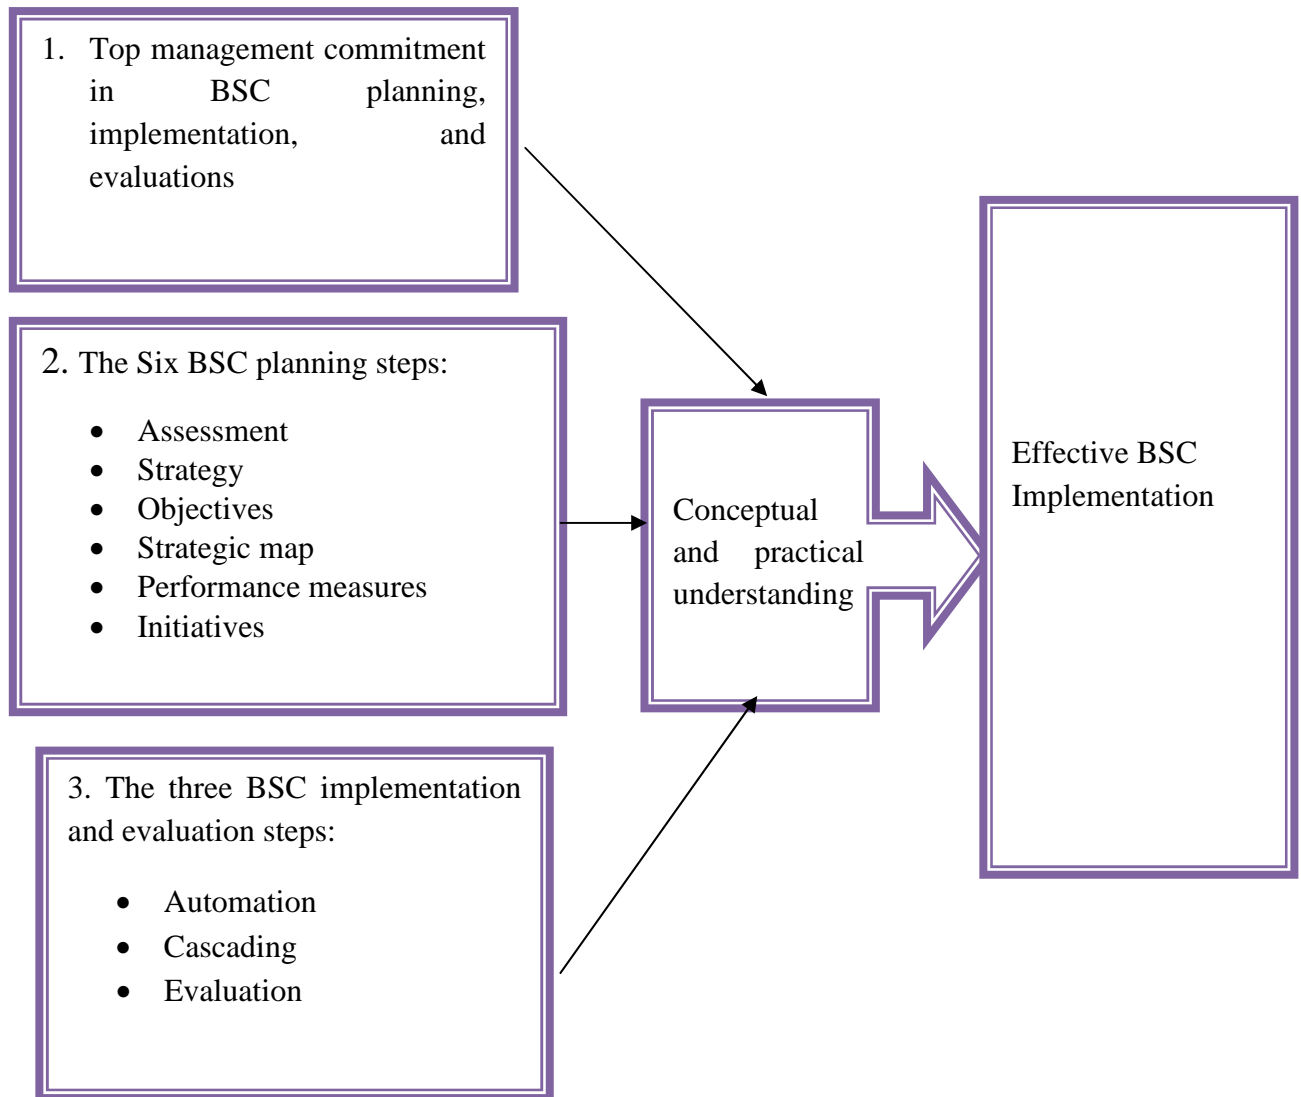 1. Top management commitment
in BSC planning,
implementation, and
evaluations
2. The Six BSC planning steps:
• Assessment
• Strategy
• Objectives
• Strategic map
• Performance measures
• Initiatives
3. The three BSC implementation
and evaluation steps:
• Automation
• Cascading
• Evaluation
Conceptual
and practical
understanding
Effective BSC
Implementation